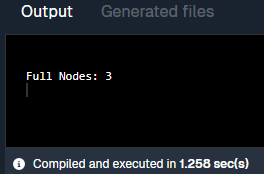 Output Generated files
Full Nodes: 3
Compiled and executed in 1.258 sec(s)